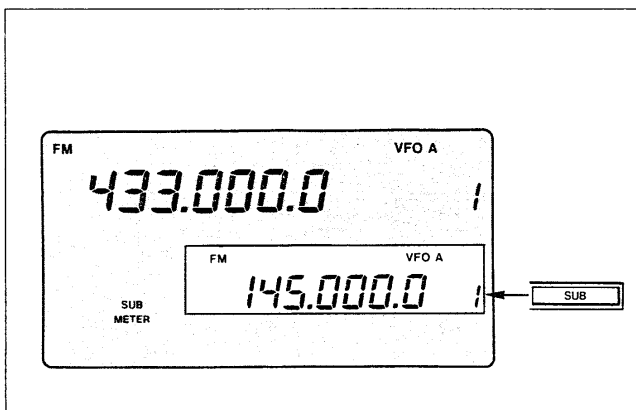 FM VFO A
433.000.0 1
FM VFO A
145.000.0 1
SUB
SUB
METER